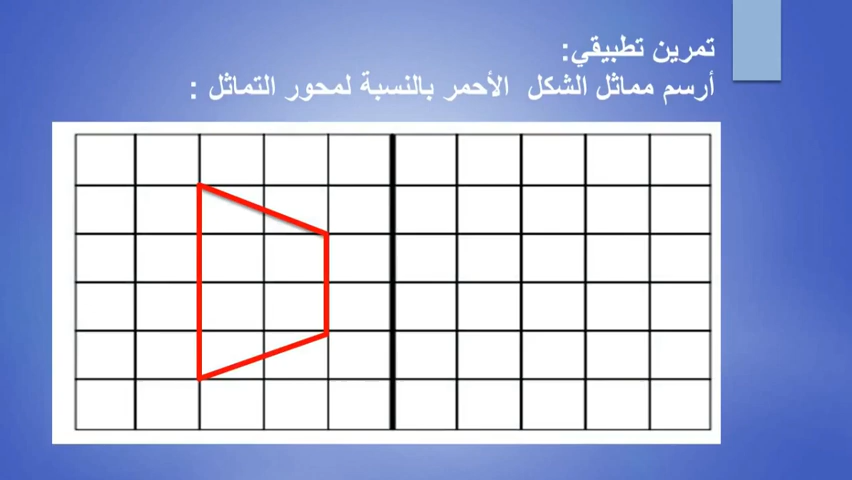 تمرين تطبيقي:
أرسم مماثل الشكل الأحمر بالنسبة لمحور التماثل :